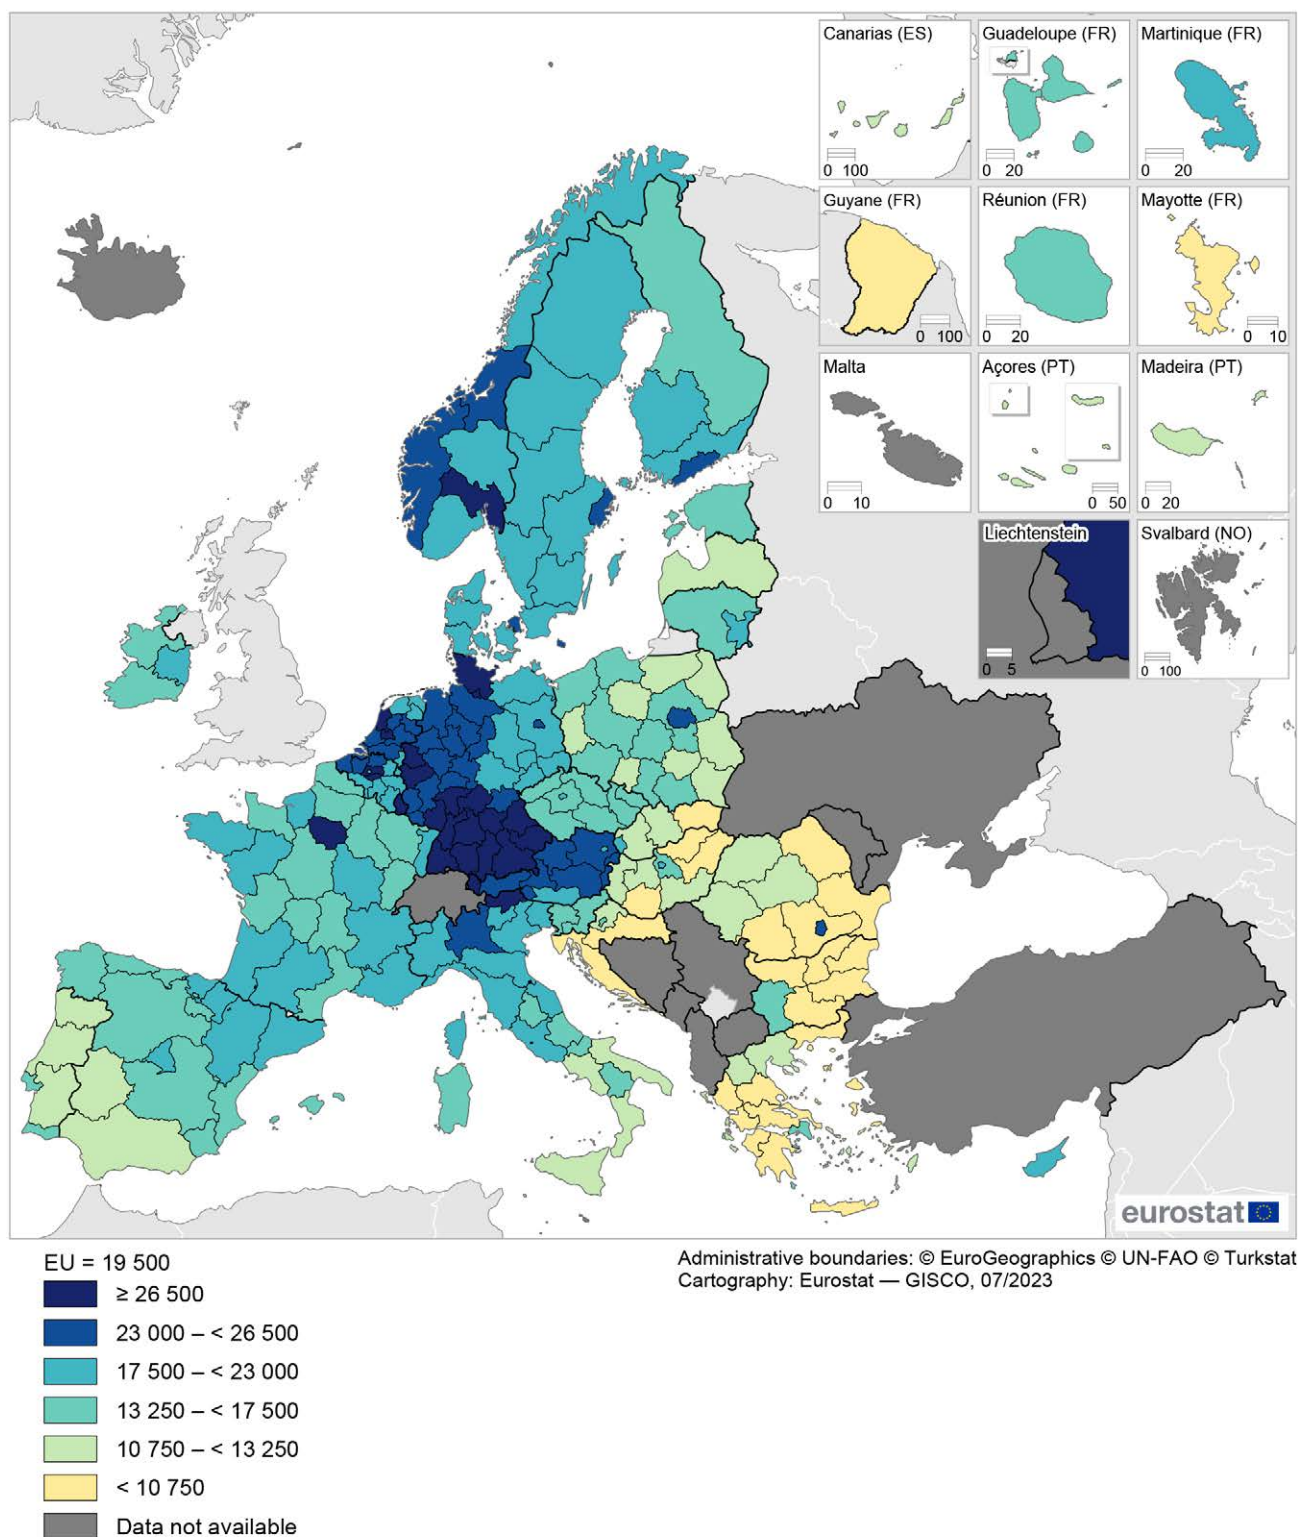 Canarias (ES)
0 100
Guadeloupe (FR)
0 20
Martinique (FR)
0 20
Guyane (FR)
0 100
Réunion (FR)
0 20
Mayotte (FR)
0 10
Malta
0 10
Açores (PT)
0 50
Madeira (PT)
0 20
Liechtenstein
0 5
Svalbard (NO)
0 100
eurostat
EU = 19 500
≥ 26 500
23 000 – < 26 500
17 500 – < 23 000
13 250 – < 17 500
10 750 – < 13 250
< 10 750
Data not available
Administrative boundaries: © EuroGeographics © UN-FAO © Turkstat
Cartography: Eurostat — GISCO, 07/2023